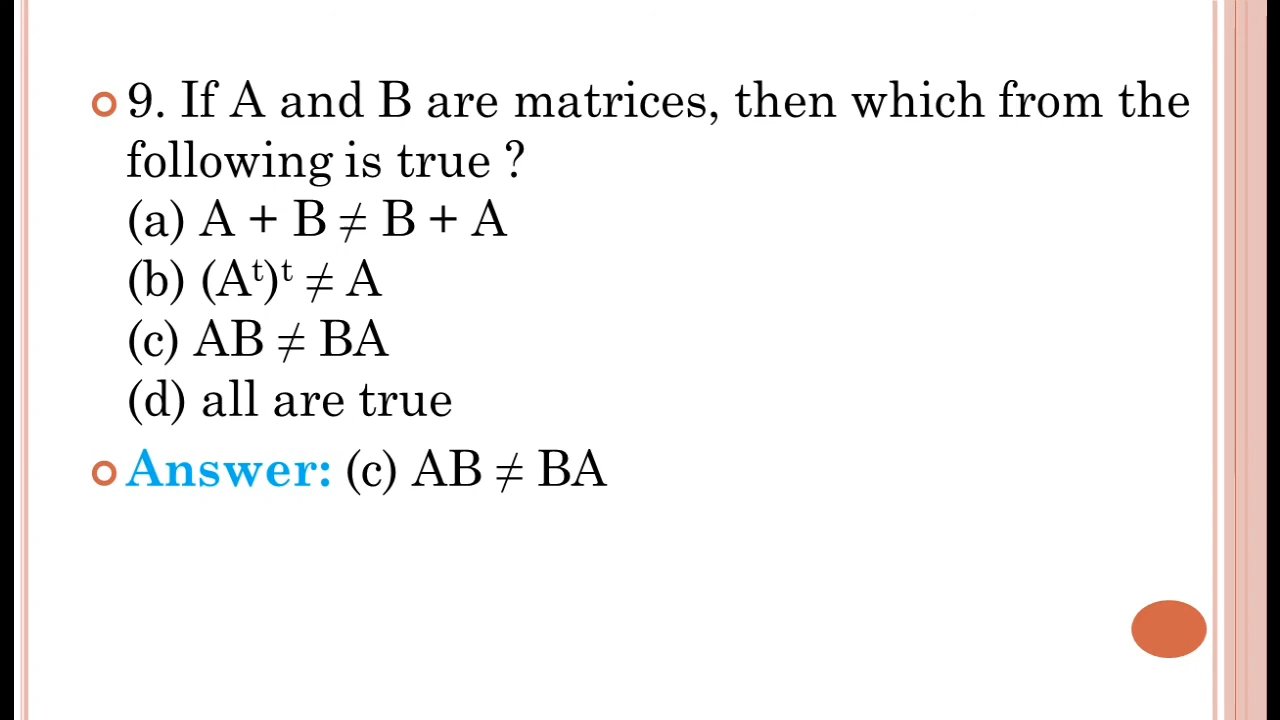 9. If A and B are matrices, then which from the
following is true ?
(a) A + B ≠ B + A
(b) (Aᵗ)ᵗ ≠ A
(c) AB ≠ BA
(d) all are true
Answer: (c) AB ≠ BA